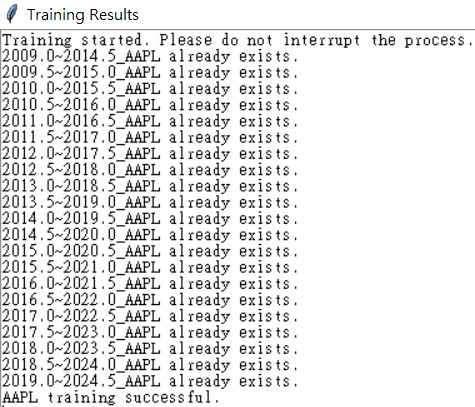 Training Results
Training started. Please do not interrupt the process.
2009.0~2014.5_AAPL already exists.
2009.5~2015.0_AAPL already exists.
2010.0~2015.5_AAPL already exists.
2010.5~2016.0_AAPL already exists.
2011.0~2016.5_AAPL already exists.
2011.5~2017.0_AAPL already exists.
2012.0~2017.5_AAPL already exists.
2012.5~2018.0_AAPL already exists.
2013.0~2018.5_AAPL already exists.
2013.5~2019.0_AAPL already exists.
2014.0~2019.5_AAPL already exists.
2014.5~2020.0_AAPL already exists.
2015.0~2020.5_AAPL already exists.
2015.5~2021.0_AAPL already exists.
2016.0~2021.5_AAPL already exists.
2016.5~2022.0_AAPL already exists.
2017.0~2022.5_AAPL already exists.
2017.5~2023.0_AAPL already exists.
2018.0~2023.5_AAPL already exists.
2018.5~2024.0_AAPL already exists.
2019.0~2024.5_AAPL already exists.
AAPL training successful.